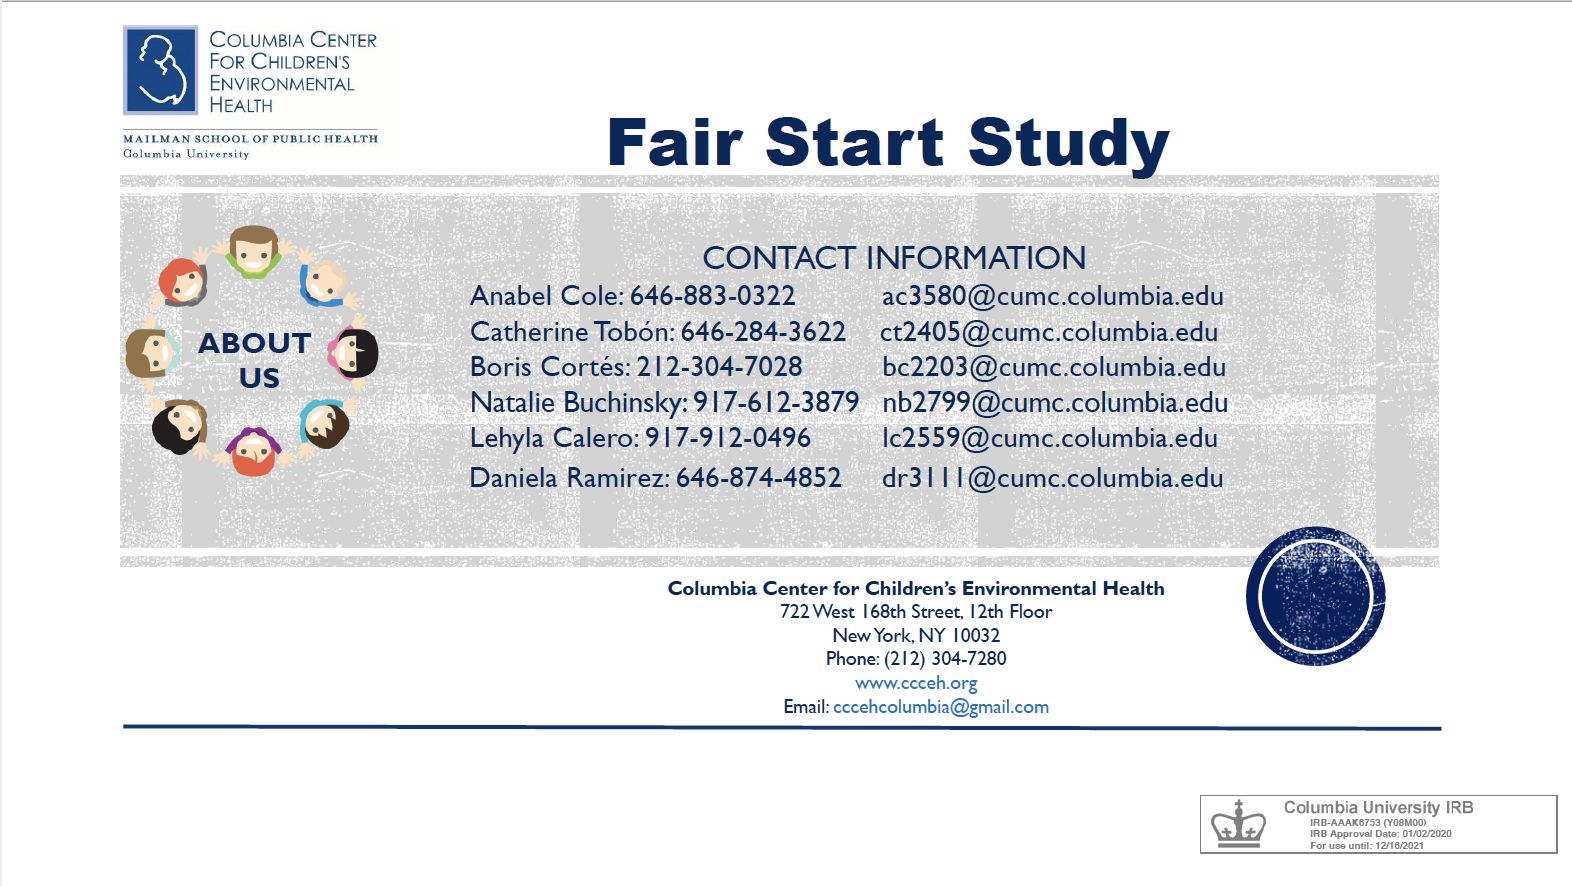 COLUMBIA CENTER
FOR CHILDREN'S
ENVIRONMENTAL
HEALTH
MAILMAN SCHOOL OF PUBLIC HEALTH
Columbia University
Fair Start Study
ABOUT
US
CONTACT INFORMATION
Anabel Cole: 646-883-0322 ac3580@cumc.columbia.edu
Catherine Tobón: 646-284-3622 ct2405@cumc.columbia.edu
Boris Cortés: 212-304-7028 bc2203@cumc.columbia.edu
Natalie Buchinsky: 917-612-3879 nb2799@cumc.columbia.edu
Lehyla Calero: 917-912-0496 lc2559@cumc.columbia.edu
Daniela Ramirez: 646-874-4852 dr3111@cumc.columbia.edu
Columbia Center for Children’s Environmental Health
722 West 168th Street, 12th Floor
New York, NY 10032
Phone: (212) 304-7280
www.ccceh.org
Email: cccehcolumbia@gmail.com
Columbia University IRB
IRB-AAAK6753 (Y08M00)
IRB Approval Date: 01/02/2020
For use until: 12/16/2021